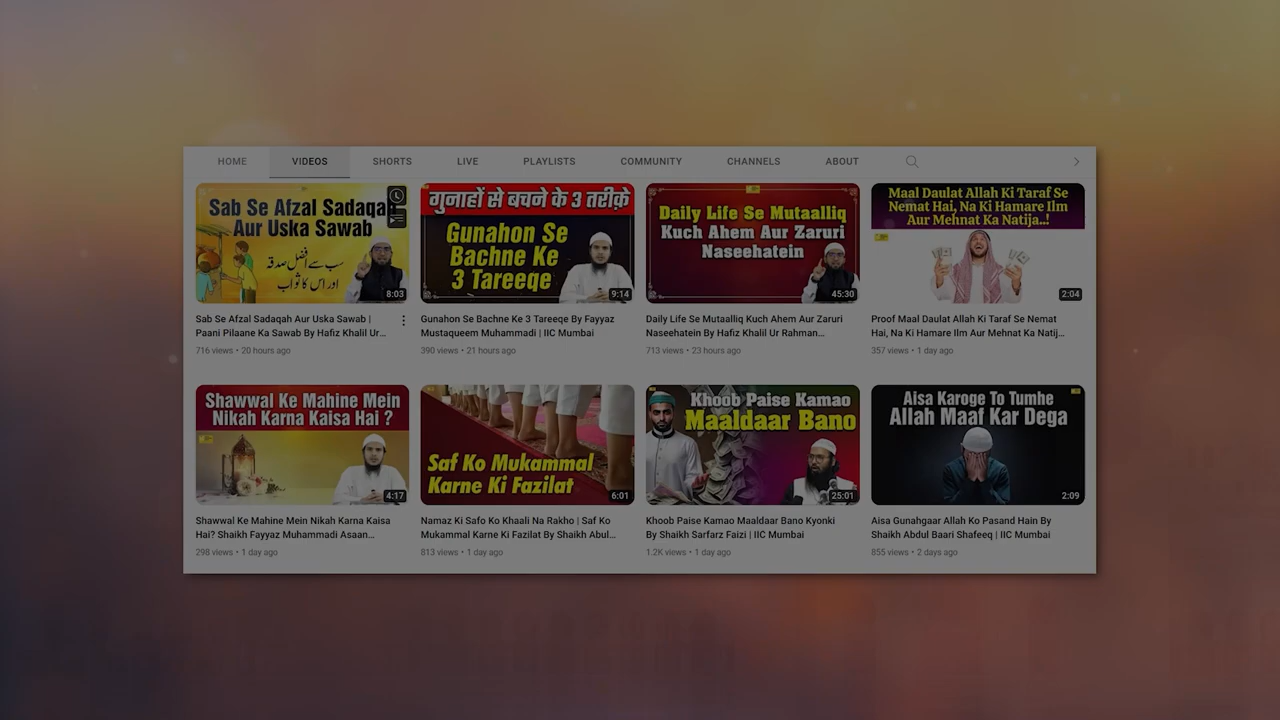 HOME VIDEOS SHORTS LIVE PLAYLISTS COMMUNITY CHANNELS ABOUT
Sab Se Afzal Sadaqah
Aur Uska Sawab
سب سے افضل صدقہ
اور اس کا ثواب
8:03
Sab Se Afzal Sadaqah Aur Uska Sawab |
Paani Pilaane Ka Sawab By Hafiz Khalil Ur...
716 views • 20 hours ago
गुनाहों से बचने के 3 तरीक़े
Gunahon Se
Bachne Ke
3 Tareeqe
9:14
Gunahon Se Bachne Ke 3 Tareeqe By Fayyaz
Mustaqeem Muhammadi | IIC Mumbai
390 views • 21 hours ago
Daily Life Se Mutaalliq
Kuch Ahem Aur Zaruri
Naseehatein
45:30
Daily Life Se Mutaalliq Kuch Ahem Aur Zaruri
Naseehatein By Hafiz Khalil Ur Rahman...
713 views • 23 hours ago
Maal Daulat Allah Ki Taraf Se
Nemat Hai, Na Ki Hamare Ilm
Aur Mehnat Ka Natija..!
2:04
Proof Maal Daulat Allah Ki Taraf Se Nemat
Hai, Na Ki Hamare Ilm Aur Mehnat Ka Natij...
357 views • 1 day ago
Shawwal Ke Mahine Mein
Nikah Karna Kaisa Hai ?
4:17
Shawwal Ke Mahine Mein Nikah Karna Kaisa
Hai? Shaikh Fayyaz Muhammadi Asaan...
298 views • 1 day ago
Saf Ko Mukammal
Karne Ki Fazilat
6:01
Namaz Ki Safo Ko Khaali Na Rakho | Saf Ko
Mukammal Karne Ki Fazilat By Shaikh Abul...
813 views • 1 day ago
Khoob Paise Kamao
Maaldaar Bano
25:01
Khoob Paise Kamao Maaldaar Bano Kyonki
By Shaikh Sarfarz Faizi | IIC Mumbai
1.2K views • 1 day ago
Aisa Karoge To Tumhe
Allah Maaf Kar Dega
2:09
Aisa Gunahgaar Allah Ko Pasand Hain By
Shaikh Abdul Baari Shafeeq | IIC Mumbai
855 views • 2 days ago